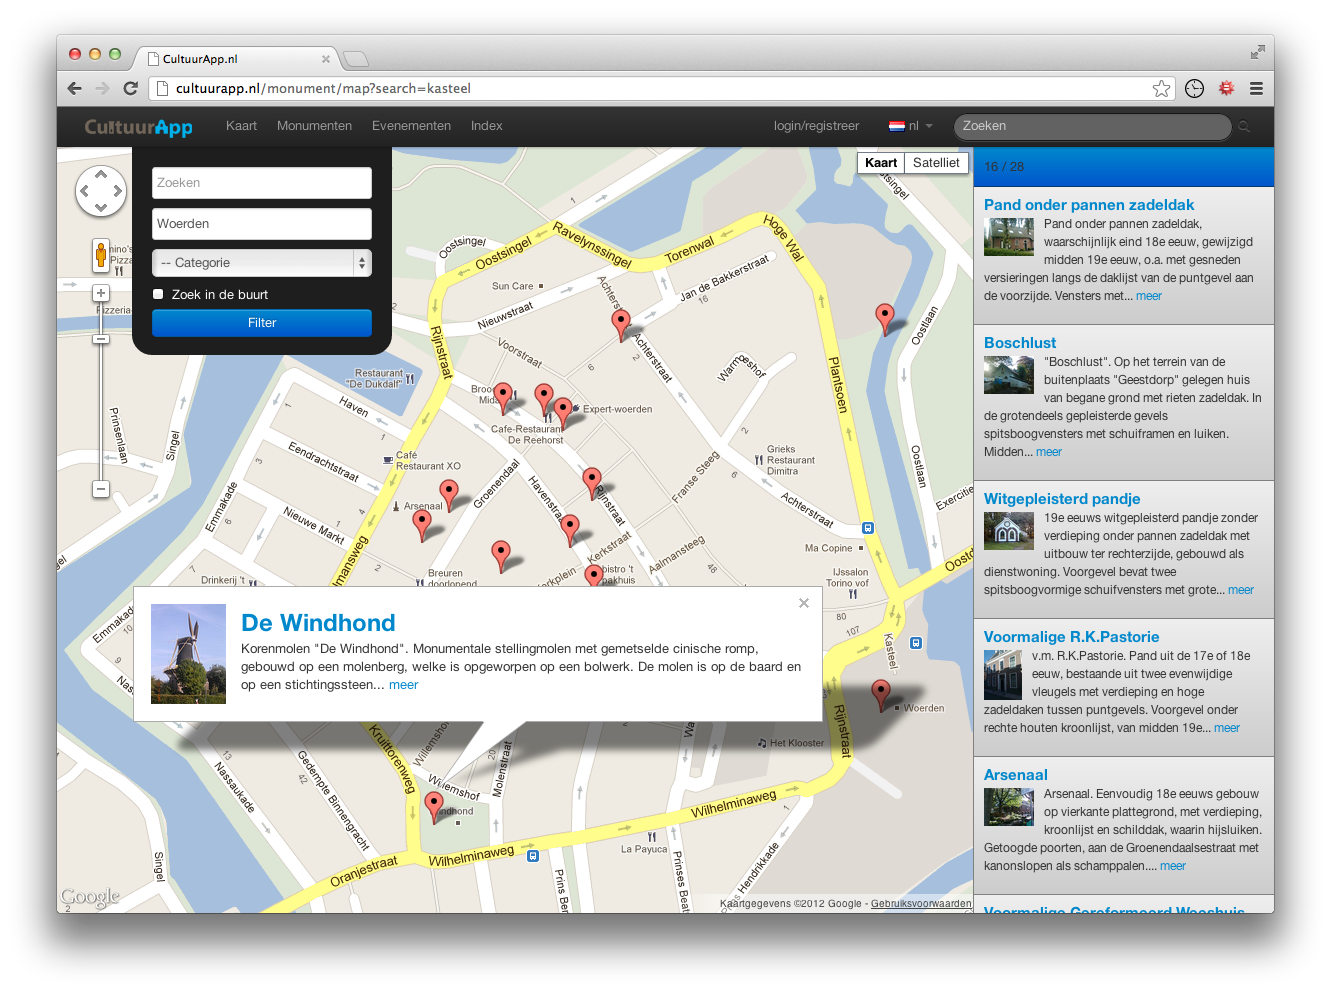 CultuurApp.nl
cultuurapp.nl/monument/map?search=kasteel
CultuurApp
Kaart
Monumenten
Evenementen
Index
login/registreer
nl
Zoeken
Zoeken
Woerden
-- Categorie
Zoek in de buurt
Filter
Kaart
Satelliet
16 / 28
Pand onder pannen zadeldak
Pand onder pannen zadeldak,
waarschijnlijk eind 18e eeuw, gewijzigd
midden 19e eeuw, o.a. met gesneden
versieringen langs de daklijst van de puntgevel aan
de voorzijde. Vensters met... meer
Boschlust
"Boschlust". Op het terrein van de
buitenplaats "Geestdorp" gelegen huis
van begane grond met rieten zadeldak. In
de grotendeels gepleisterde gevels
spitsboogvensters met schuiframen en luiken.
Midden... meer
Witgepleisterd pandje
19e eeuws witgepleisterd pandje zonder
verdieping onder pannen zadeldak met
uitbouw ter rechterzijde, gebouwd als
dienstwoning. Voorgevel bevat twee
spitsboogvormige schuifvensters met grote... meer
Voormalige R.K.Pastorie
v.m. R.K.Pastorie. Pand uit de 17e of 18e
eeuw, bestaande uit twee evenwijdige
vleugels met verdieping en hoge
zadeldaken tussen puntgevels. Voorgevel onder
rechte houten kroonlijst, van midden 19e... meer
Arsenaal
Arsenaal. Eenvoudig 18e eeuws gebouw
op vierkante plattegrond, met verdieping,
kroonlijst en schilddak, waarin hijsluiken.
Getoogde poorten, aan de Groenendaalsestraat met
kanonslopen als schamppalen.... meer
Voormalige Gereformeerd Weeshuis
De Windhond
Korenmolen "De Windhond". Monumentale stellingmolen met gemetselde cinische romp,
gebouwd op een molenberg, welke is opgeworpen op een bolwerk. De molen is op de baard en
op een stichtingssteen... meer
Oostsingel
Oostsingel
Ravelynssingel
Torenwal
Hoge Wal
Oostsingel
Jan de Bakkerstraat
16
Sun Care
Nieuwstraat
Voorstraat
Achterstraat
Warmoeshof
Plantsoen
Oostlaan
Oostlaan
Rijnstraat
Restaurant
"De Dukdalf"
Haven
Expert-woerden
Cafe-Restaurant
De Reehorst
Café
Restaurant XO
Eendrachtstraat
Groenendaal
Havenstraat
Rijnstraat
Franse Steeg
Grieks
Restaurant
Dimitra
Achterstraat
Prinsenlaan
Singel
Emmakade
Arsenaal
Nieuwe Markt
Kerkstraat
Aalmansteeg
48
Ma Copine
IJssalon
Torino vof
80
107
Kasteel
Drinkerij 't
Breuren
Emmakade
Woerden
Rijnstraat
Het Klooster
Kruittorenweg
Willemshof
Molenstraat
20
13
42
Nassaukade
Gedempte Binnengracht
Wilhelminaweg
Wilhelminaweg
Oranjestraat
La Payuca
Singel
Google
2
Kaartgegevens ©2012 Google - Gebruiksvoorwaarden